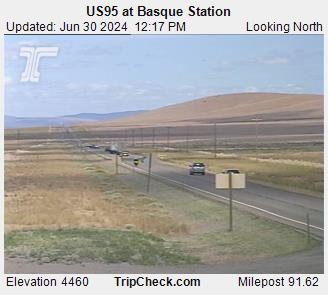 US95 at Basque Station
Updated: Jun 30 2024 12:17 PM Looking North
Elevation 4460 TripCheck.com Milepost 91.62